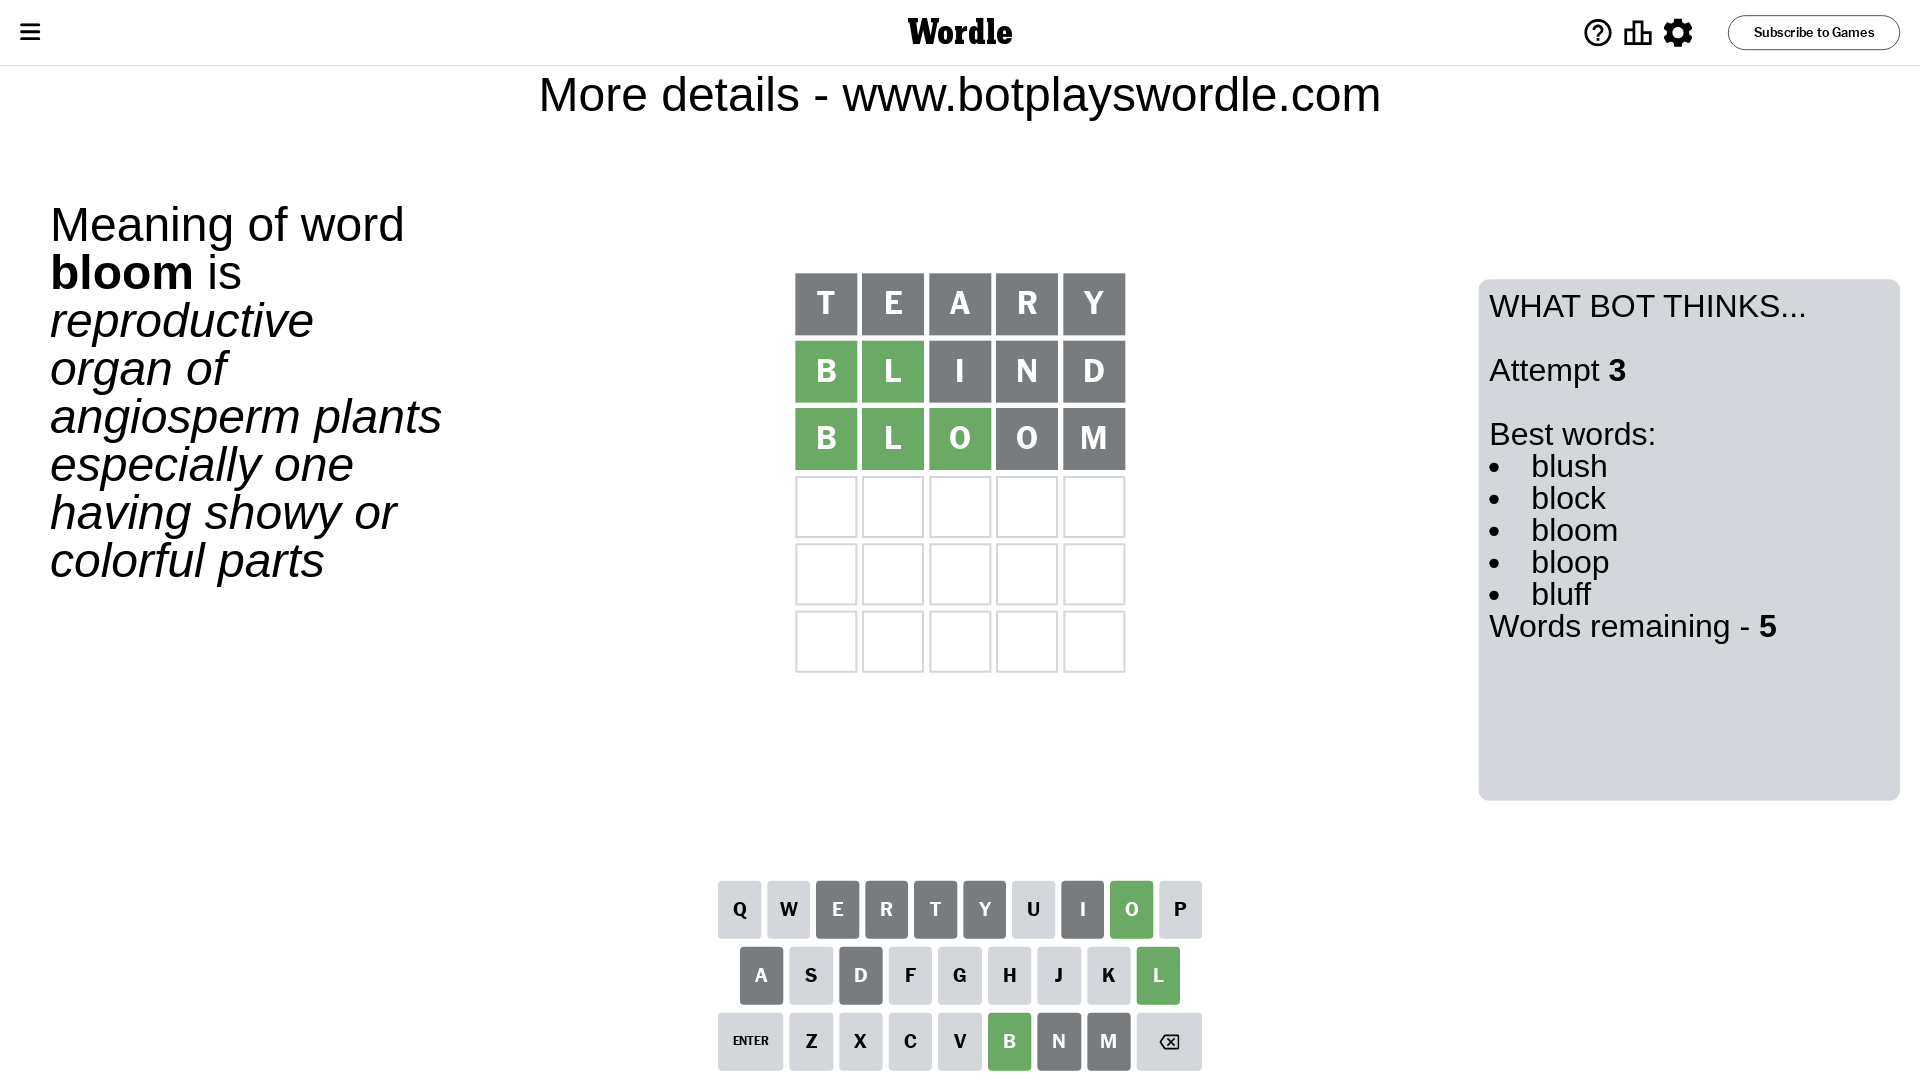 Wordle
Subscribe to Games
More details - www.botplayswordle.com
Meaning of word
bloom is
reproductive
organ of
angiosperm plants
especially one
having showy or
colorful parts
T E A R Y
B L I N D
B L O O M
WHAT BOT THINKS...
Attempt 3
Best words:
• blush
• block
• bloom
• bloop
• bluff
Words remaining - 5
Q W E R T Y U I O P
A S D F G H J K L
ENTER Z X C V B N M